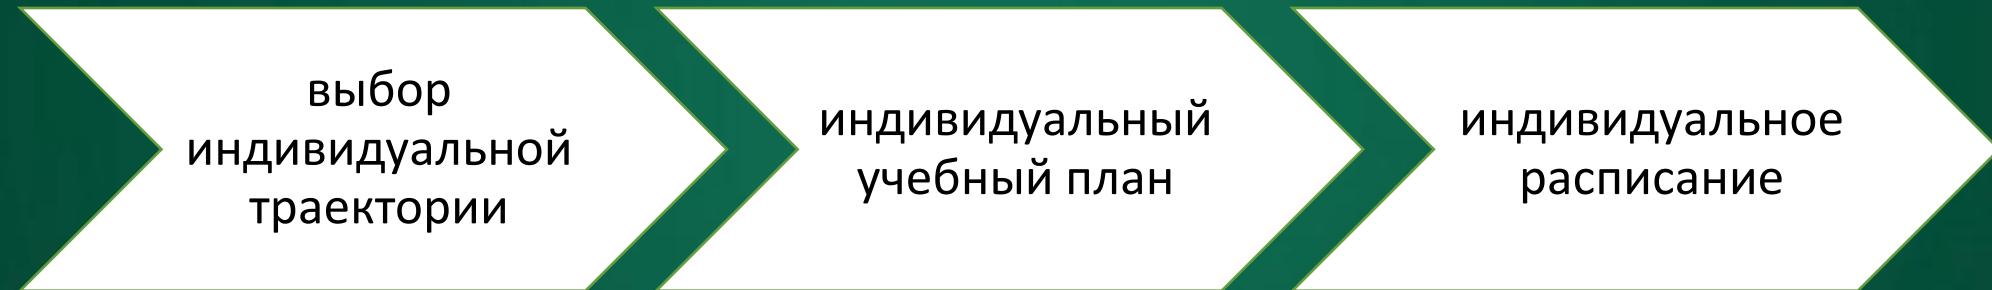 выбор
индивидуальной
траектории
индивидуальный
учебный план
индивидуальное
расписание